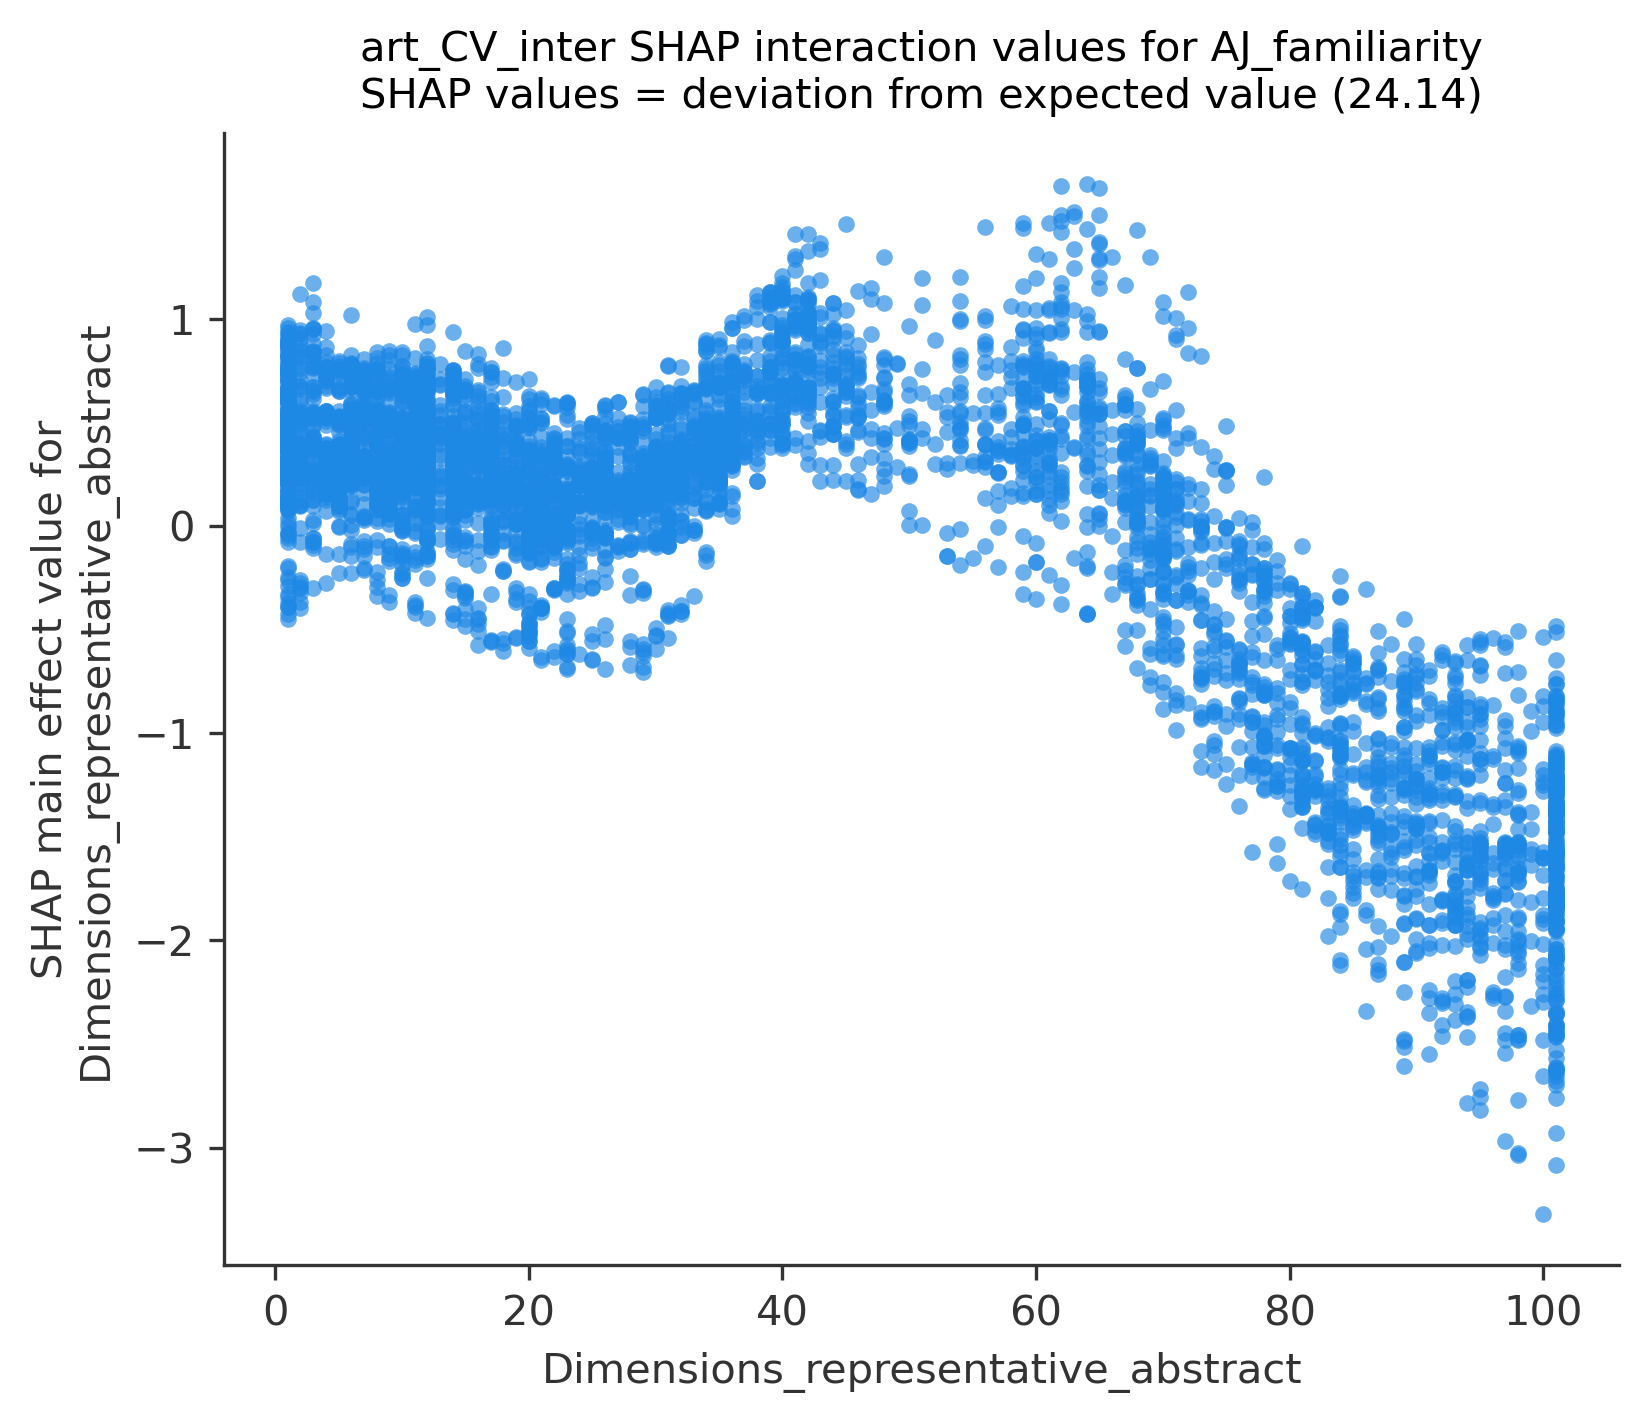 art_CV_inter SHAP interaction values for AJ_familiarity
SHAP values = deviation from expected value (24.14)
SHAP main effect value for
Dimensions_representative_abstract
1
0
−1
−2
−3
0
20
40
60
80
100
Dimensions_representative_abstract